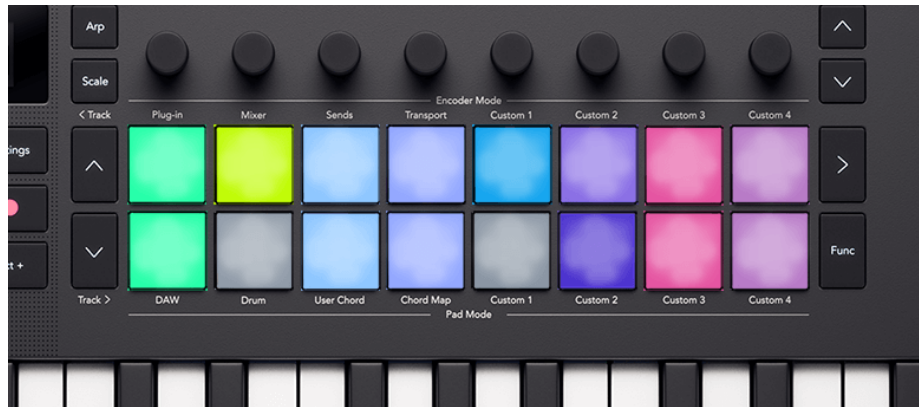 Arp
Scale
Encoder Mode
< Track Plug-in Mixer Sends Transport Custom 1 Custom 2 Custom 3 Custom 4
Func
Track > DAW Drum User Chord Chord Map Custom 1 Custom 2 Custom 3 Custom 4
Pad Mode